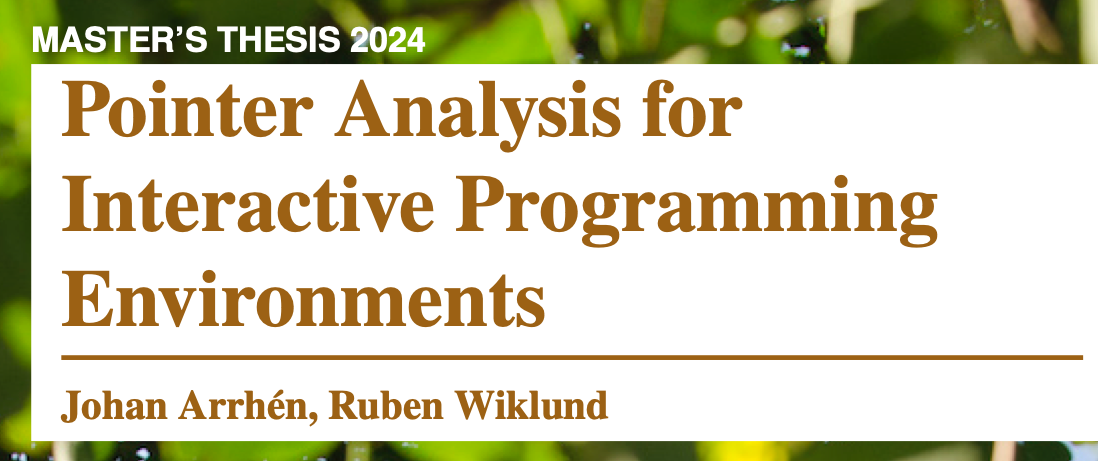 MASTER'S THESIS 2024
Pointer Analysis for
Interactive Programming
Environments
Johan Arrhén, Ruben Wiklund